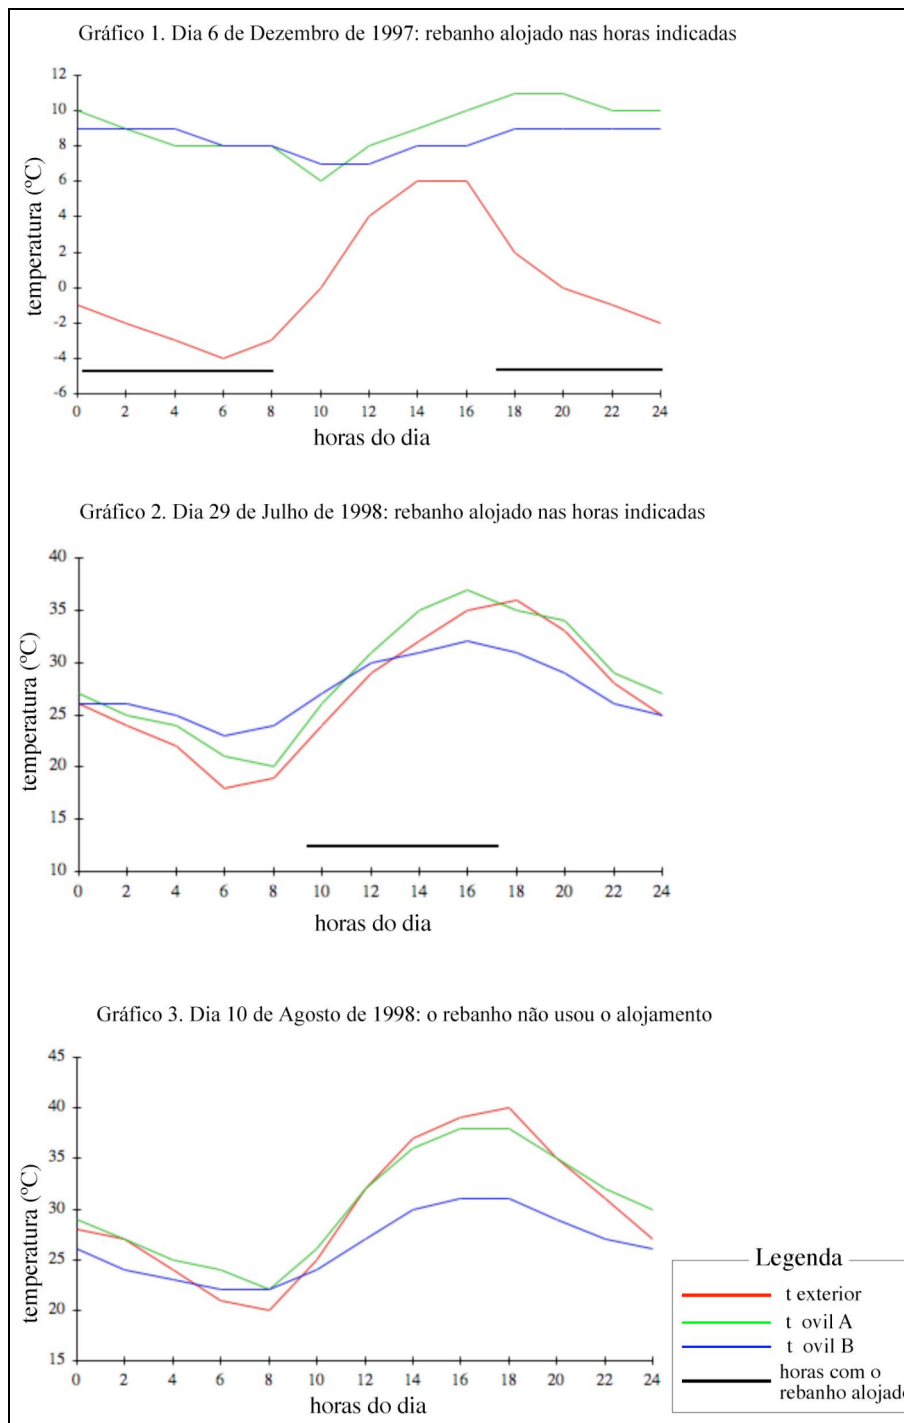 Gráfico 1. Dia 6 de Dezembro de 1997: rebanho alojado nas horas indicadas
temperatura (ºC)
12
10
8
6
4
2
0
-2
-4
-6
0 2 4 6 8 10 12 14 16 18 20 22 24
horas do dia
Gráfico 2. Dia 29 de Julho de 1998: rebanho alojado nas horas indicadas
temperatura (ºC)
40
35
30
25
20
15
10
0 2 4 6 8 10 12 14 16 18 20 22 24
horas do dia
Gráfico 3. Dia 10 de Agosto de 1998: o rebanho não usou o alojamento
temperatura (ºC)
45
40
35
30
25
20
15
0 2 4 6 8 10 12 14 16 18 20 22 24
horas do dia
Legenda
t exterior
t ovil A
t ovil B
horas com o
rebanho alojado